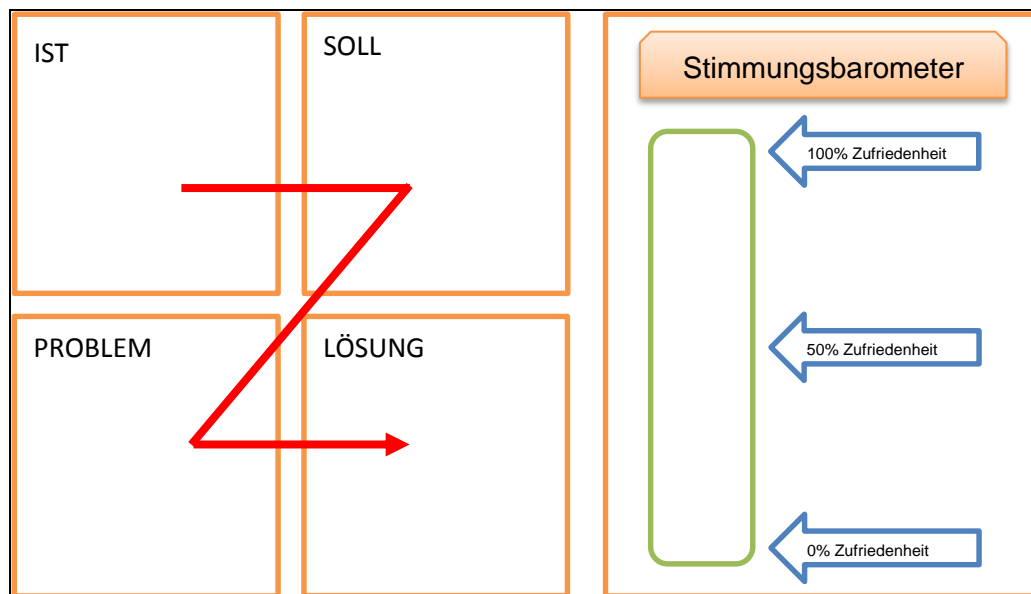 IST
SOLL
PROBLEM
LÖSUNG
Stimmungsbarometer
100% Zufriedenheit
50% Zufriedenheit
0% Zufriedenheit